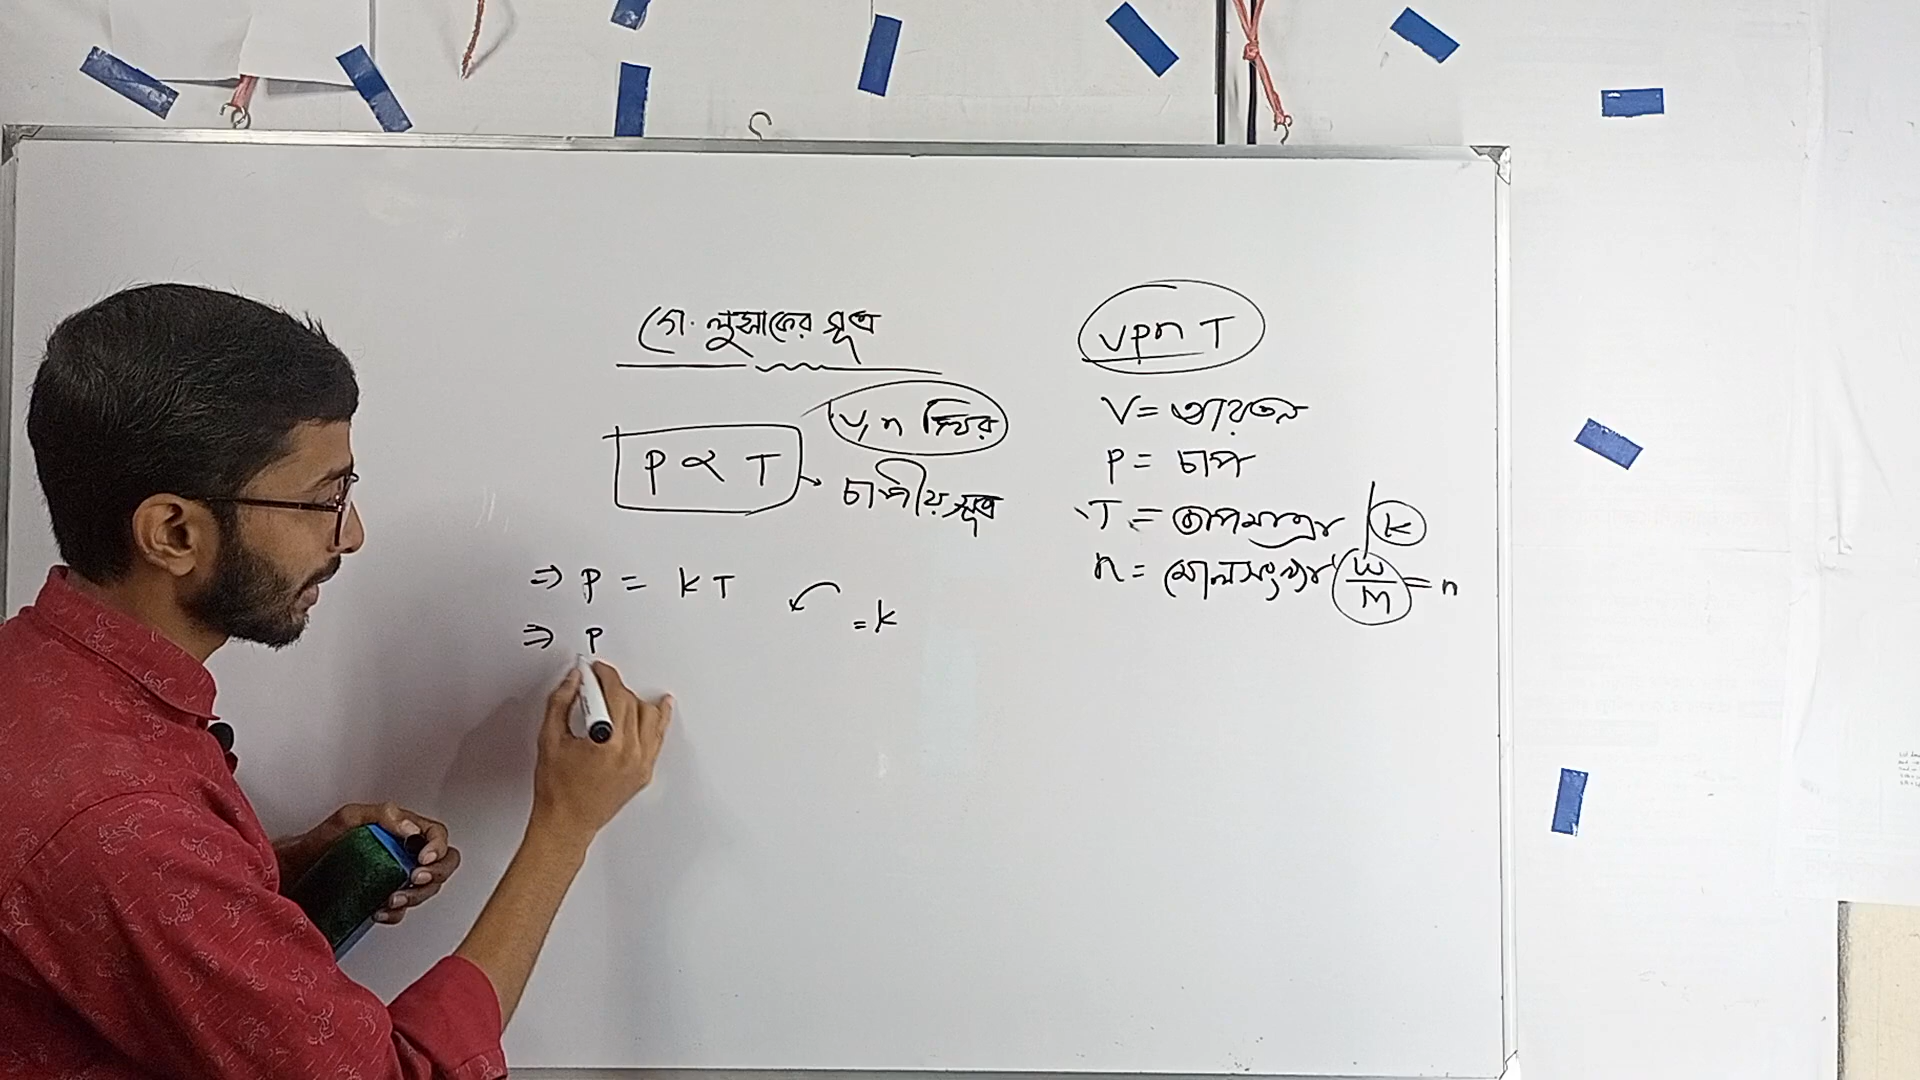 গে. লুসাকের সূত্র
V, n স্থির
P ∝ T → চাপীয় সূত্র
⇒ P = kT
= k
⇒ P
VPnT
V = আয়তন
P = চাপ
T = তাপমাত্রা | K
n = মোলসংখ্যা W/M = n